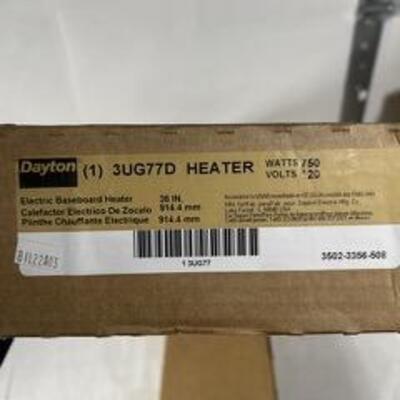 Dayton (1) 3UG77D HEATER WATTS 750
VOLTS 120
Electric Baseboard Heater 36 IN.
Calefactor Electrico De Zocalo 914.4 mm
Plinthe Chauffante Electrique 914.4 mm
1 3UG77
3502-3356-508